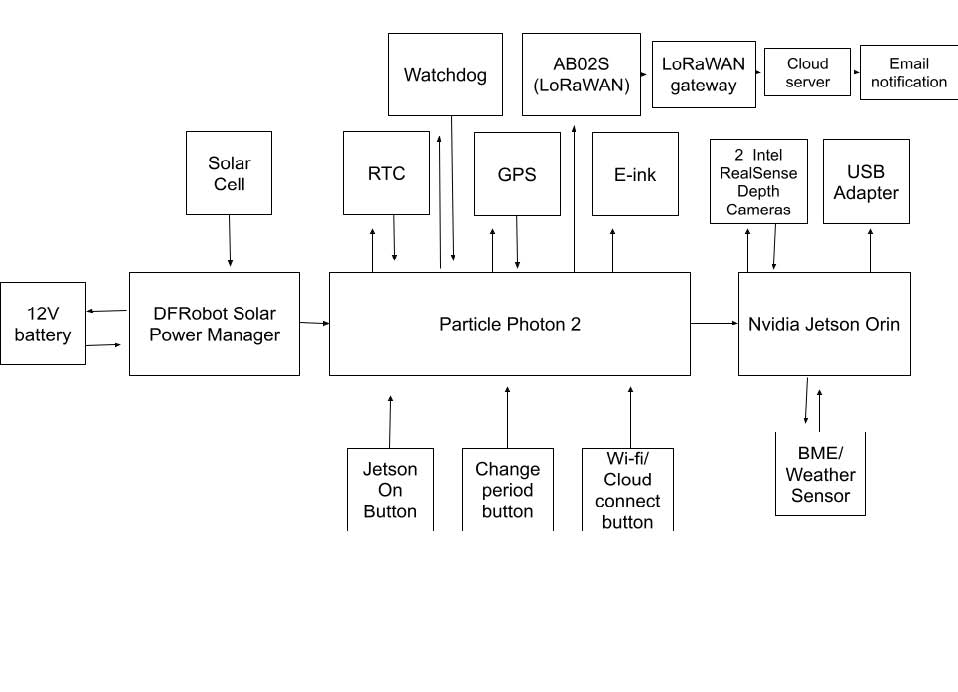 Watchdog
AB02S
(LoRaWAN)
LoRaWAN
gateway
Cloud
server
Email
notification
Solar
Cell
RTC
GPS
E-ink
2 Intel
RealSense
Depth
Cameras
USB
Adapter
12V
battery
DFRobot Solar
Power Manager
Particle Photon 2
Nvidia Jetson Orin
Jetson
On
Button
Change
period
button
Wi-fi/
Cloud
connect
button
BME/
Weather
Sensor